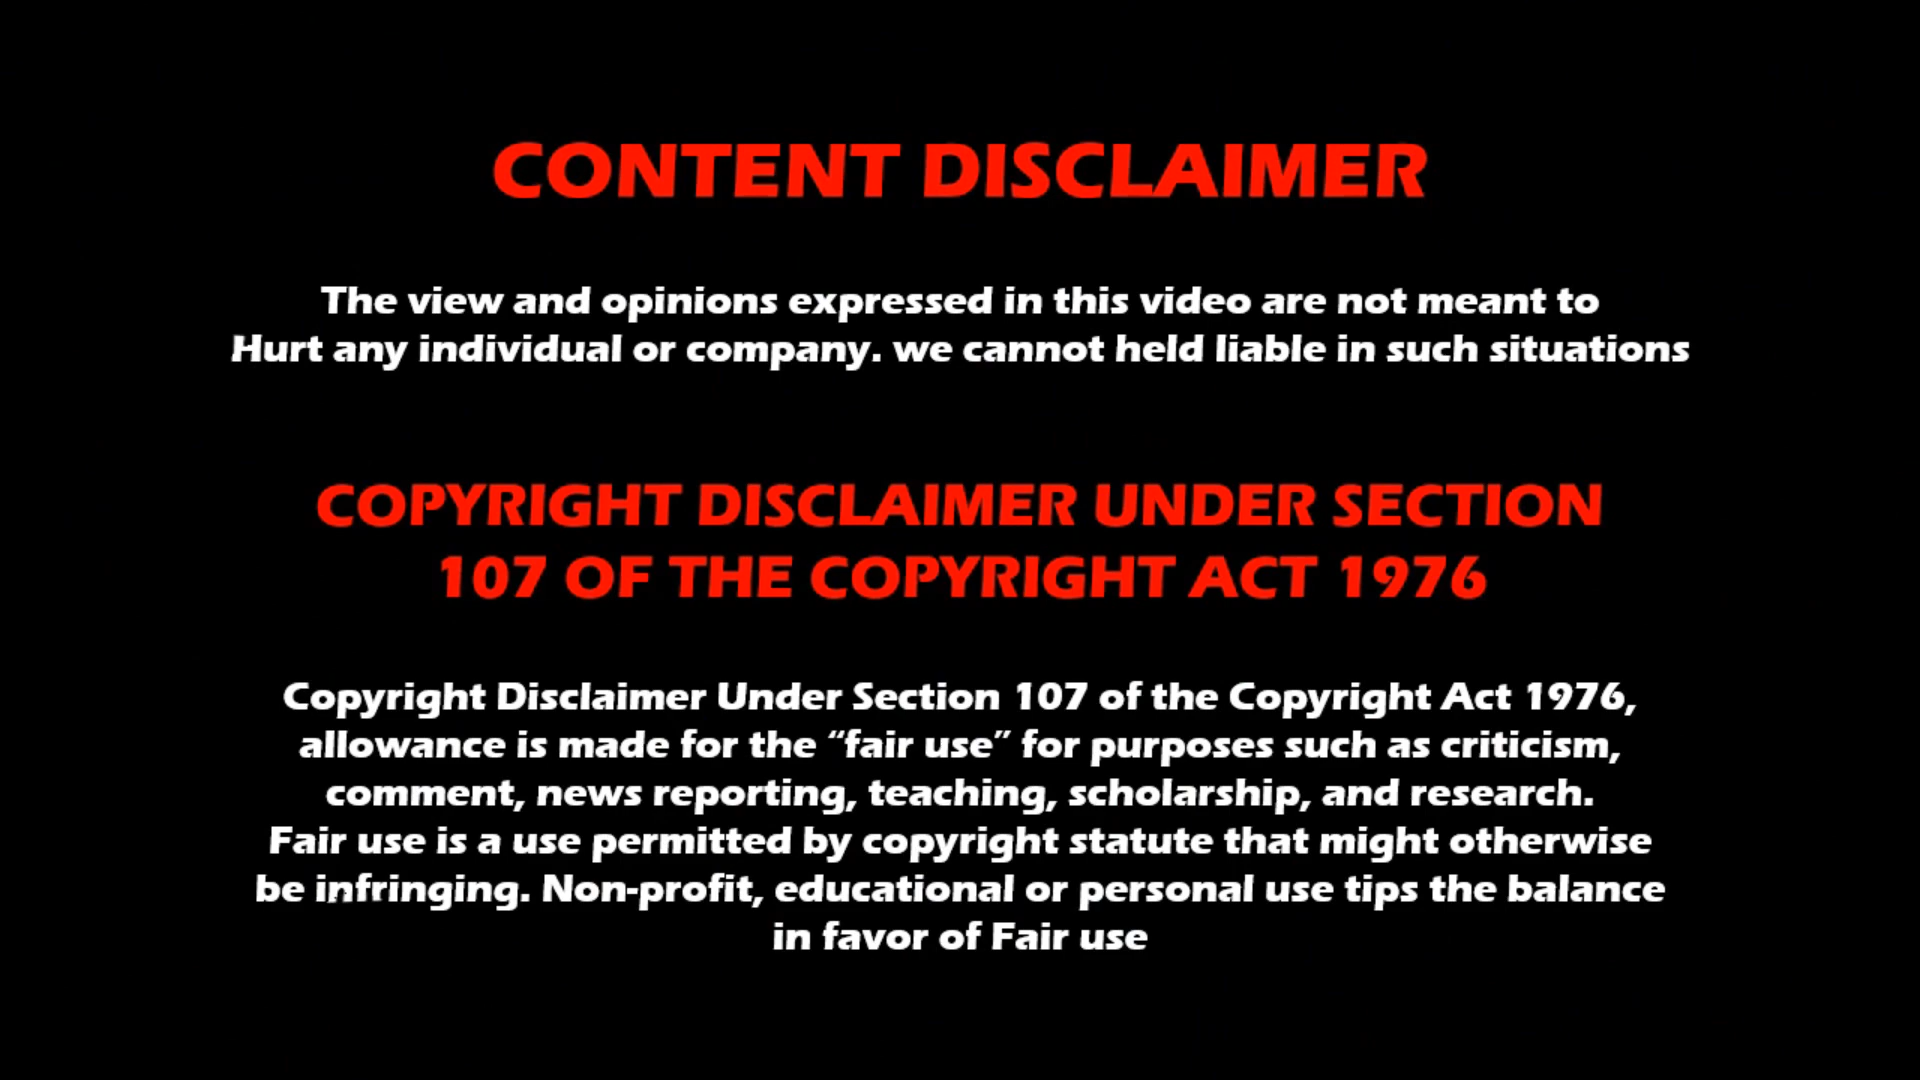 CONTENT DISCLAIMER
The view and opinions expressed in this video are not meant to
Hurt any individual or company. we cannot held liable in such situations
COPYRIGHT DISCLAIMER UNDER SECTION
107 OF THE COPYRIGHT ACT 1976
Copyright Disclaimer Under Section 107 of the Copyright Act 1976,
allowance is made for the “fair use” for purposes such as criticism,
comment, news reporting, teaching, scholarship, and research.
Fair use is a use permitted by copyright statute that might otherwise
be infringing. Non-profit, educational or personal use tips the balance
in favor of Fair use